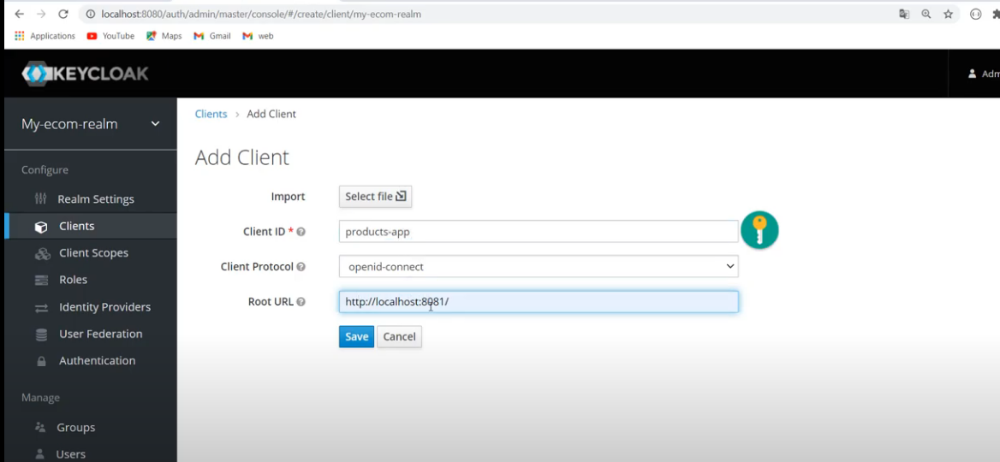 localhost:8080/auth/admin/master/console/#/create/client/my-ecom-realm
Applications YouTube Maps Gmail web
KEYCLOAK
Adm
My-ecom-realm
Clients > Add Client
Add Client
Configure
Realm Settings
Clients
Client Scopes
Roles
Identity Providers
User Federation
Authentication
Manage
Groups
Users
Import Select file
Client ID * products-app
Client Protocol openid-connect
Root URL http://localhost:8081/
Save Cancel